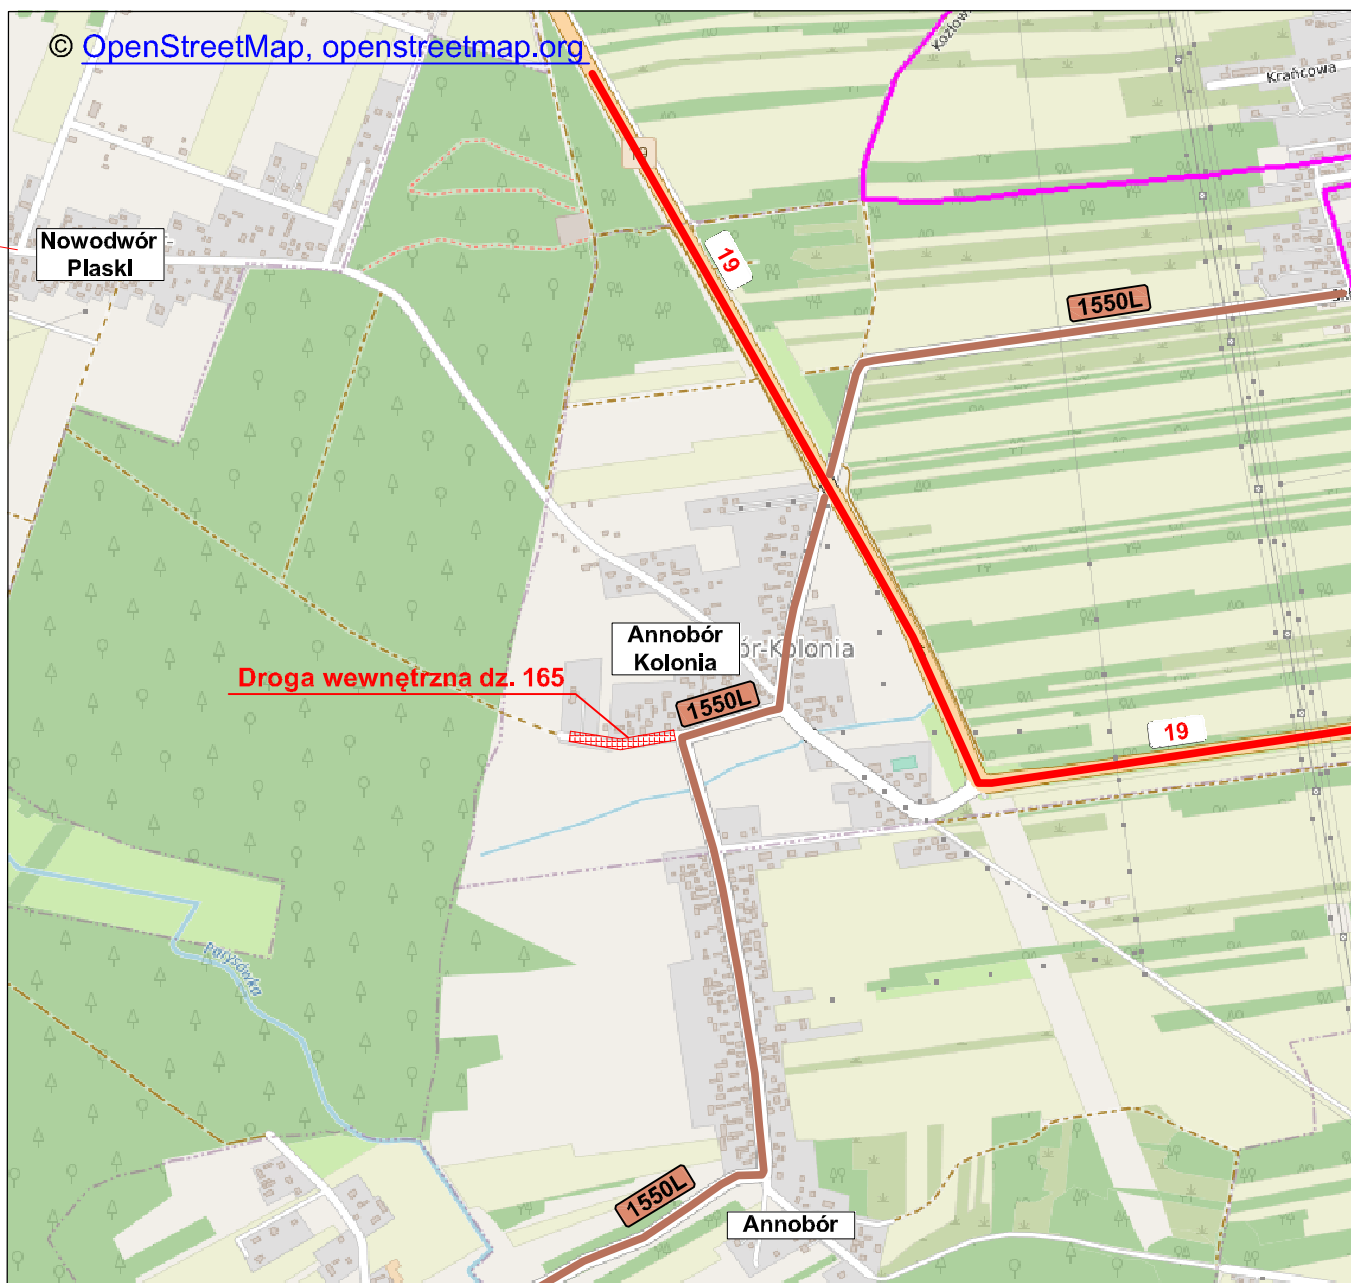 © OpenStreetMap, openstreetmap.org
Krańcowa
Nowodwór
Plaskl
19
1550L
Annobór
Kolonia
ór-Kolonia
Droga wewnętrzna dz. 165
1550L
19
Parysówka
1550L
Annobór